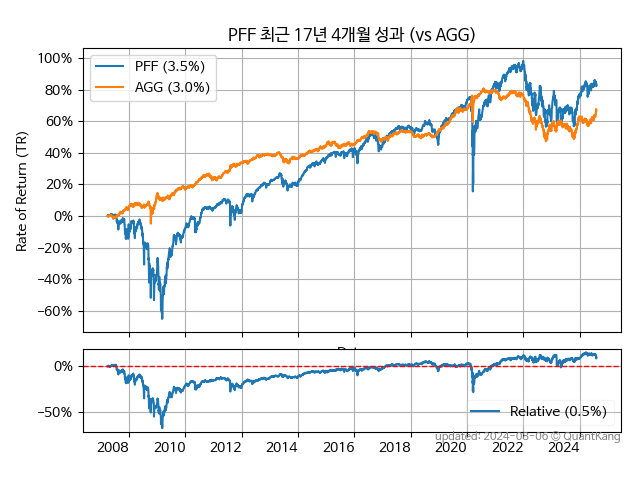 PFF 최근 17년 4개월 성과 (vs AGG)
Rate of Return (TR)
100%
80%
60%
40%
20%
0%
−20%
−40%
−60%
PFF (3.5%)
AGG (3.0%)
0%
−50%
Relative (0.5%)
2008 2010 2012 2014 2016 2018 2020 2022 2024
updated: 2024-08-06 © QuantKang